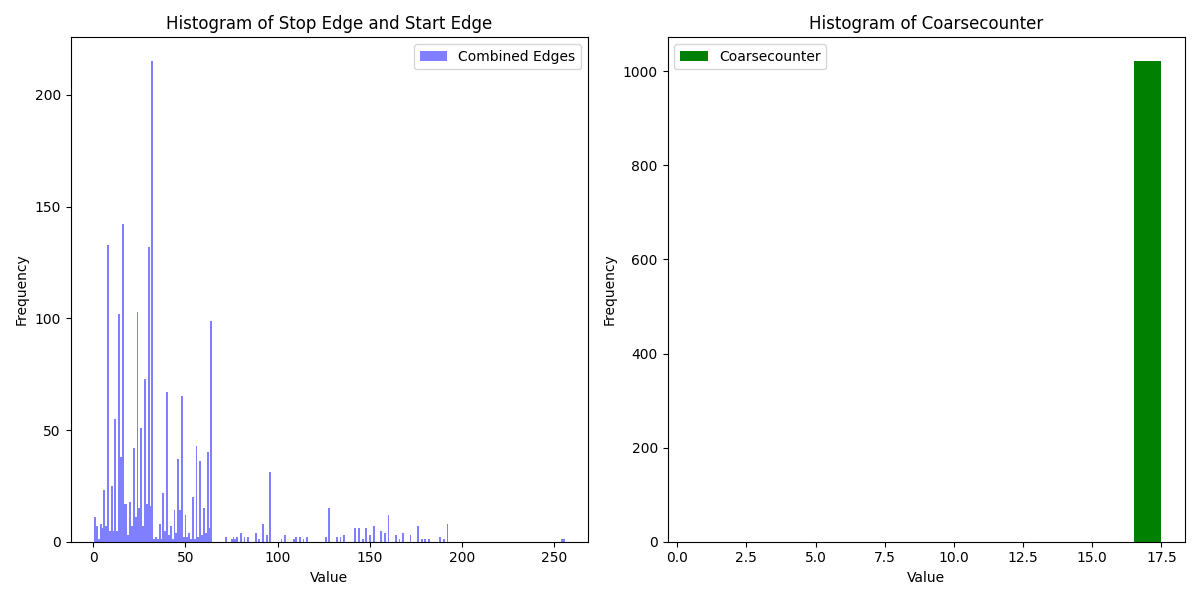 Histogram of Stop Edge and Start Edge
Combined Edges
200
150
100
50
0
Frequency
0 50 100 150 200 250
Value
Histogram of Coarsecounter
Coarsecounter
1000
800
600
400
200
0
Frequency
0.0 2.5 5.0 7.5 10.0 12.5 15.0 17.5
Value